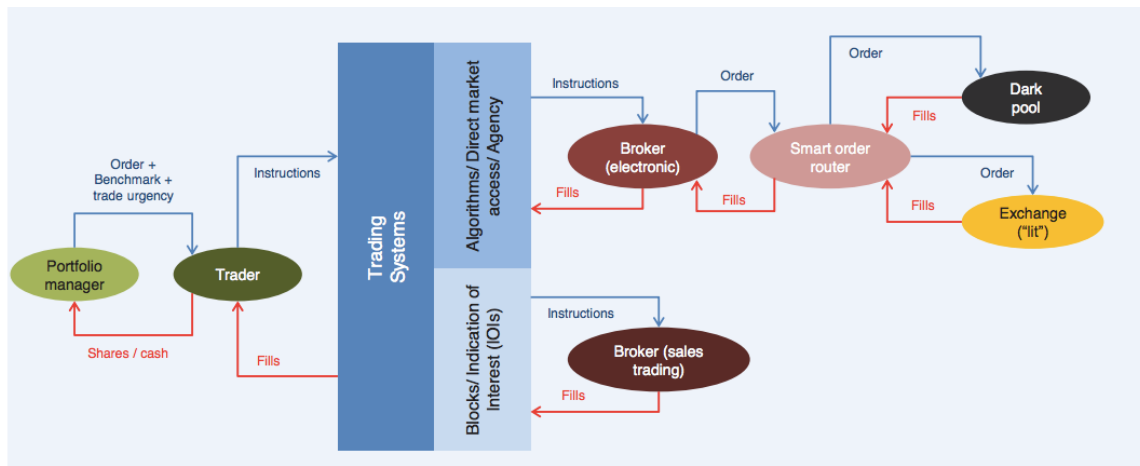 Order +
Benchmark +
trade urgency
Portfolio
manager
Shares / cash
Trader
Instructions
Fills
Trading
Systems
Algorithms/ Direct market
access/ Agency
Blocks/ Indication of
Interest (IOIs)
Instructions
Broker
(electronic)
Fills
Order
Fills
Smart order
router
Order
Dark
pool
Fills
Order
Fills
Exchange
(“lit”)
Instructions
Broker (sales
trading)
Fills